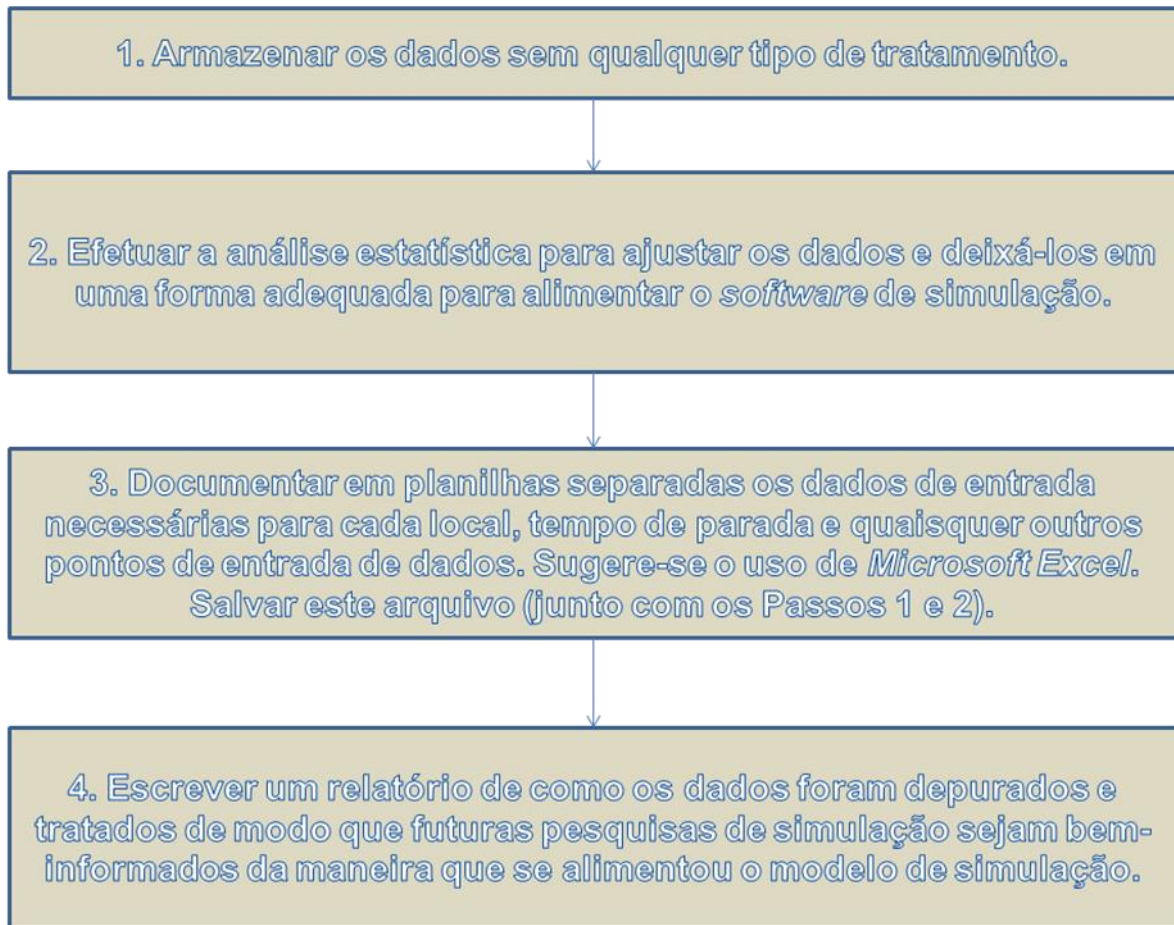 1. Armazenar os dados sem qualquer tipo de tratamento.
2. Efetuar a análise estatística para ajustar os dados e deixá-los em
uma forma adequada para alimentar o software de simulação.
3. Documentar em planilhas separadas os dados de entrada
necessárias para cada local, tempo de parada e quaisquer outros
pontos de entrada de dados. Sugere-se o uso de Microsoft Excel.
Salvar este arquivo (junto com os Passos 1 e 2).
4. Escrever um relatório de como os dados foram depurados e
tratados de modo que futuras pesquisas de simulação sejam bem-
informados da maneira que se alimentou o modelo de simulação.